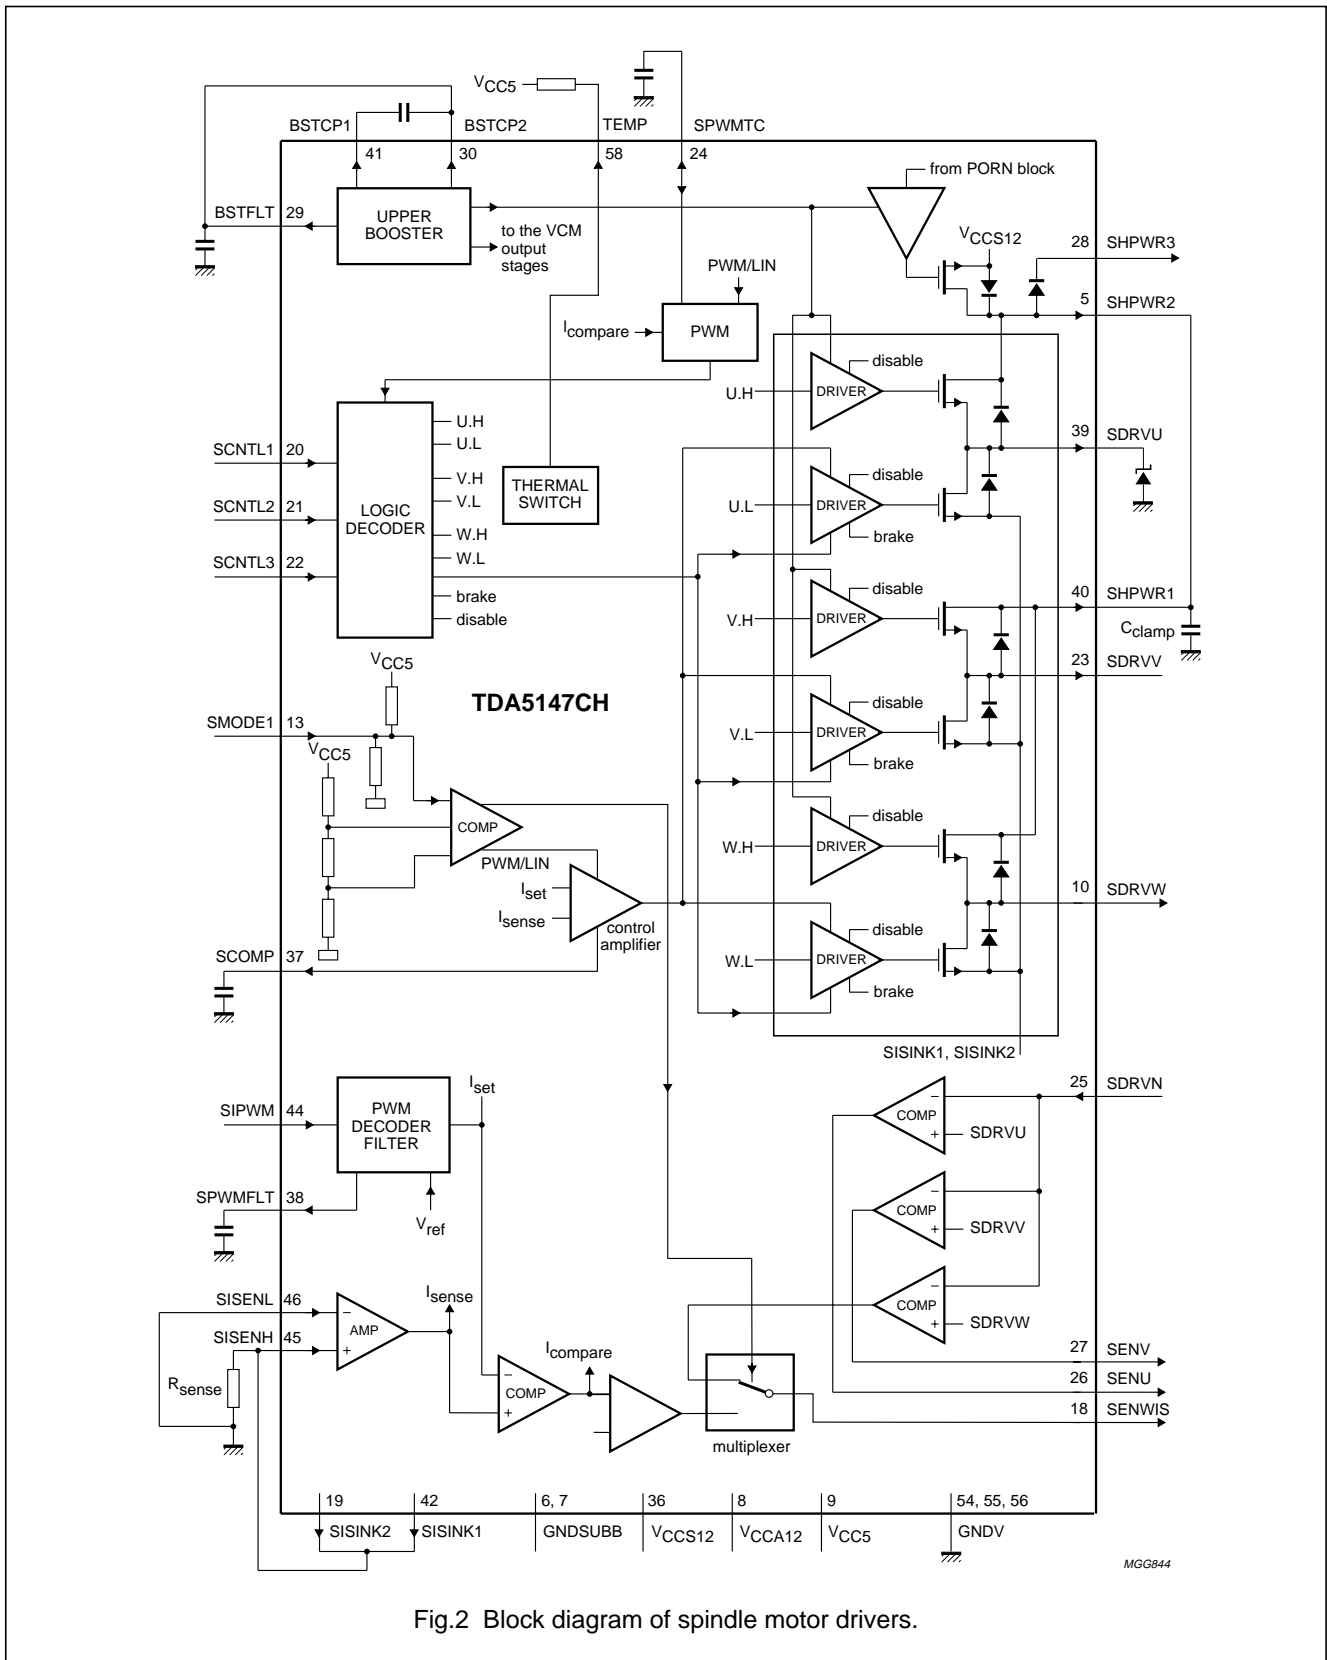 VCC5
BSTCP1
BSTCP2
TEMP
SPWMTC
41
30
58
24
from PORN block
BSTFLT 29
UPPER
BOOSTER
to the VCM
output
stages
VCCS12
28 SHPWR3
PWM/LIN
5 SHPWR2
Icompare
PWM
disable
U.H
DRIVER
U.H
U.L
39 SDRVU
SCNTL1 20
V.H
V.L
THERMAL
SWITCH
disable
DRIVER
U.L
brake
SCNTL2 21
LOGIC
DECODER
W.H
W.L
SCNTL3 22
brake
disable
disable
DRIVER
V.H
40 SHPWR1
Cclamp
23 SDRVV
VCC5
TDA5147CH
SMODE1 13
VCC5
disable
DRIVER
V.L
brake
COMP
disable
DRIVER
W.H
PWM/LIN
Iset
Isense
control
amplifier
10 SDRVW
SCOMP 37
disable
DRIVER
W.L
brake
SISINK1, SISINK2
SIPWM 44
PWM
DECODER
FILTER
Iset
25 SDRVN
COMP
−
+
SDRVU
SPWMFLT 38
Vref
COMP
−
+
SDRVV
SISENL 46
Isense
COMP
−
+
SDRVW
SISENH 45
−
AMP
+
Rsense
Icompare
−
COMP
+
multiplexer
27 SENV
26 SENU
18 SENWIS
19
42
6, 7
36
8
9
54, 55, 56
SISINK2
SISINK1
GNDSUBB
VCCS12
VCCA12
VCC5
GNDV
MGG844
Fig.2 Block diagram of spindle motor drivers.